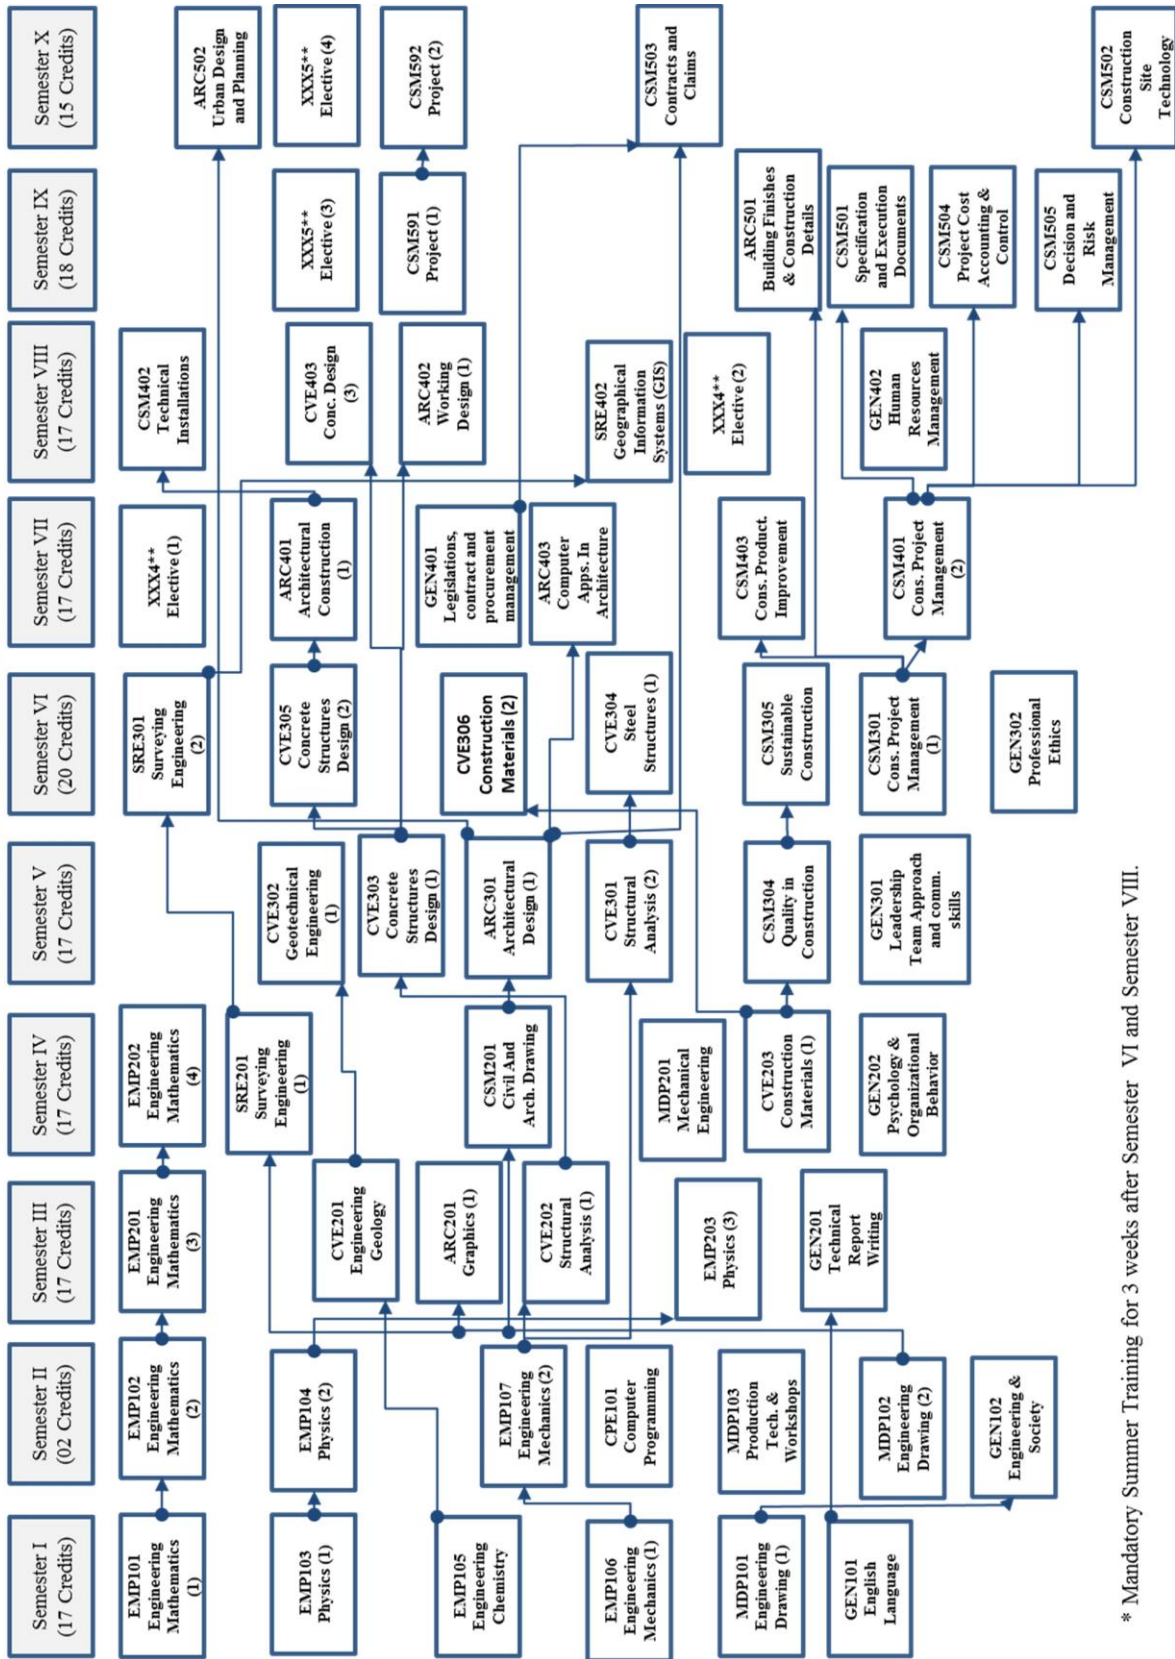 Semester I
(17 Credits)
EMP101
Engineering
Mathematics
(1)
EMP103
Physics (1)
EMP105
Engineering
Chemistry
EMP106
Engineering
Mechanics (1)
MDP101
Engineering
Drawing (1)
GEN101
English
Language
Semester II
(02 Credits)
EMP102
Engineering
Mathematics
(2)
EMP104
Physics (2)
EMP107
Engineering
Mechanics (2)
CPE101
Computer
Programming
MDP103
Production
Tech. &
Workshops
MDP102
Engineering
Drawing (2)
GEN102
Engineering &
Society
Semester III
(17 Credits)
EMP201
Engineering
Mathematics
(3)
CVE201
Engineering
Geology
ARC201
Graphics (1)
CVE202
Structural
Analysis (1)
EMP203
Physics (3)
GEN201
Technical
Report
Writing
Semester IV
(17 Credits)
EMP202
Engineering
Mathematics
(4)
SRE201
Surveying
Engineering
(1)
CSM201
Civil And
Arch. Drawing
MDP201
Mechanical
Engineering
CVE203
Construction
Materials (1)
GEN202
Psychology &
Organizational
Behavior
Semester V
(17 Credits)
CVE302
Geotechnical
Engineering
(1)
CVE303
Concrete
Structures
Design (1)
ARC301
Architectural
Design (1)
CVE301
Structural
Analysis (2)
CSM304
Quality in
Construction
GEN301
Leadership
Team Approach
and comm.
skills
Semester VI
(20 Credits)
SRE301
Surveying
Engineering
(2)
CVE305
Concrete
Structures
Design (2)
CVE306
Construction
Materials (2)
CVE304
Steel
Structures (1)
CSM305
Sustainable
Construction
CSM301
Cons. Project
Management
(1)
GEN302
Professional
Ethics
Semester VII
(17 Credits)
XXX4**
Elective (1)
ARC401
Architectural
Construction
(1)
GEN401
Legislations,
contract and
procurement
management
ARC403
Computer
Apps. In
Architecture
CSM403
Cons. Product.
Improvement
CSM401
Cons. Project
Management
(2)
Semester VIII
(17 Credits)
CSM402
Technical
Installations
CVE403
Conc. Design
(3)
ARC402
Working
Design (1)
SRE402
Geographical
Information
Systems (GIS)
XXX4**
Elective (2)
GEN402
Human
Resources
Management
Semester IX
(18 Credits)
XXX5**
Elective (3)
CSM591
Project (1)
ARC501
Building Finishes
& Construction
Details
CSM501
Specification
and Execution
Documents
CSM504
Project Cost
Accounting &
Control
CSM505
Decision and
Risk
Management
Semester X
(15 Credits)
ARC502
Urban Design
and Planning
XXX5**
Elective (4)
CSM592
Project (2)
CSM503
Contracts and
Claims
CSM502
Construction
Site
Technology
* Mandatory Summer Training for 3 weeks after Semester VI and Semester VIII.